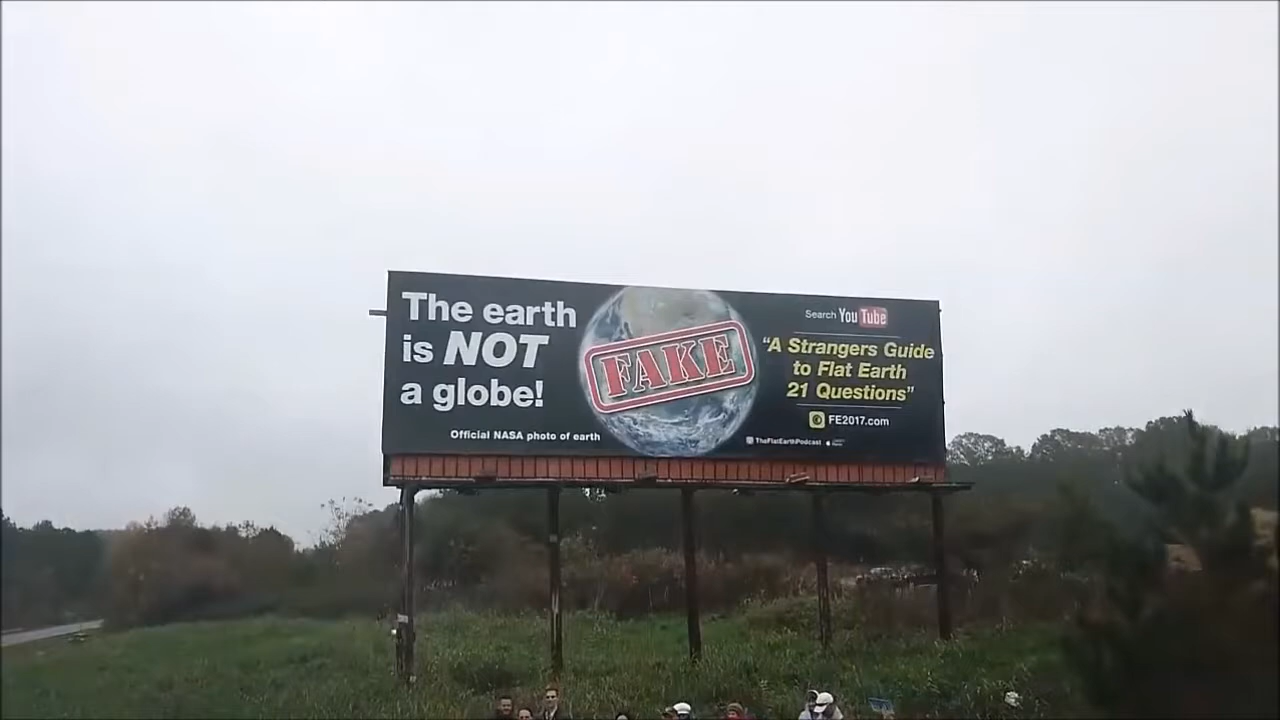 The earth
is NOT
a globe!
Official NASA photo of earth
FAKE
Search YouTube
“A Strangers Guide
to Flat Earth
21 Questions”
FE2017.com
TheFlatEarthPodcast